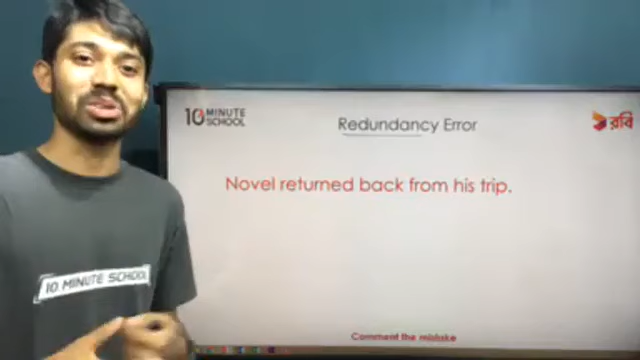 10 MINUTE
SCHOOL
Redundancy Error
রবি
Novel returned back from his trip.
10 MINUTE SCHOOL
Comment the mistake